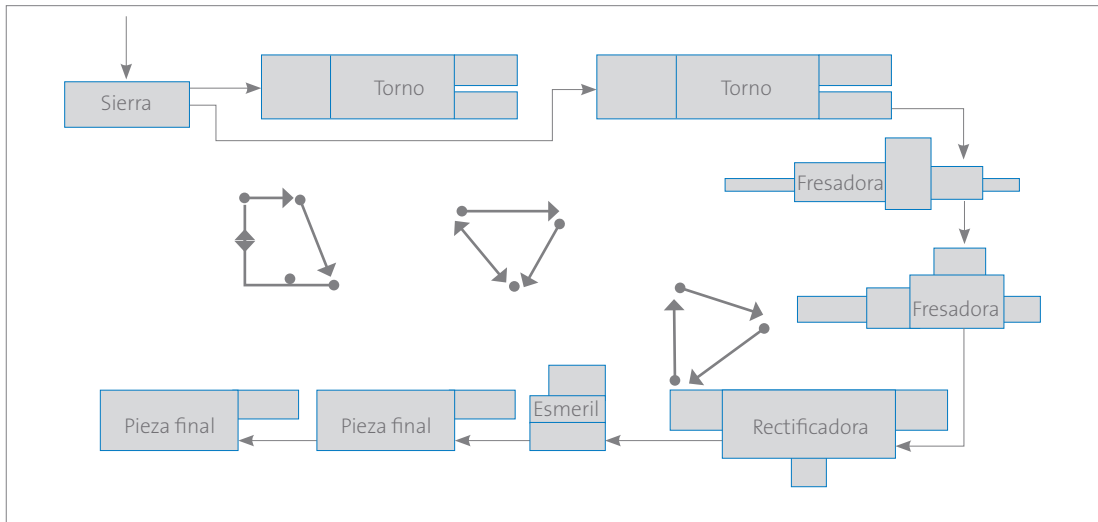 Sierra
Torno
Torno
Fresadora
Fresadora
Rectificadora
Esmeril
Pieza final
Pieza final